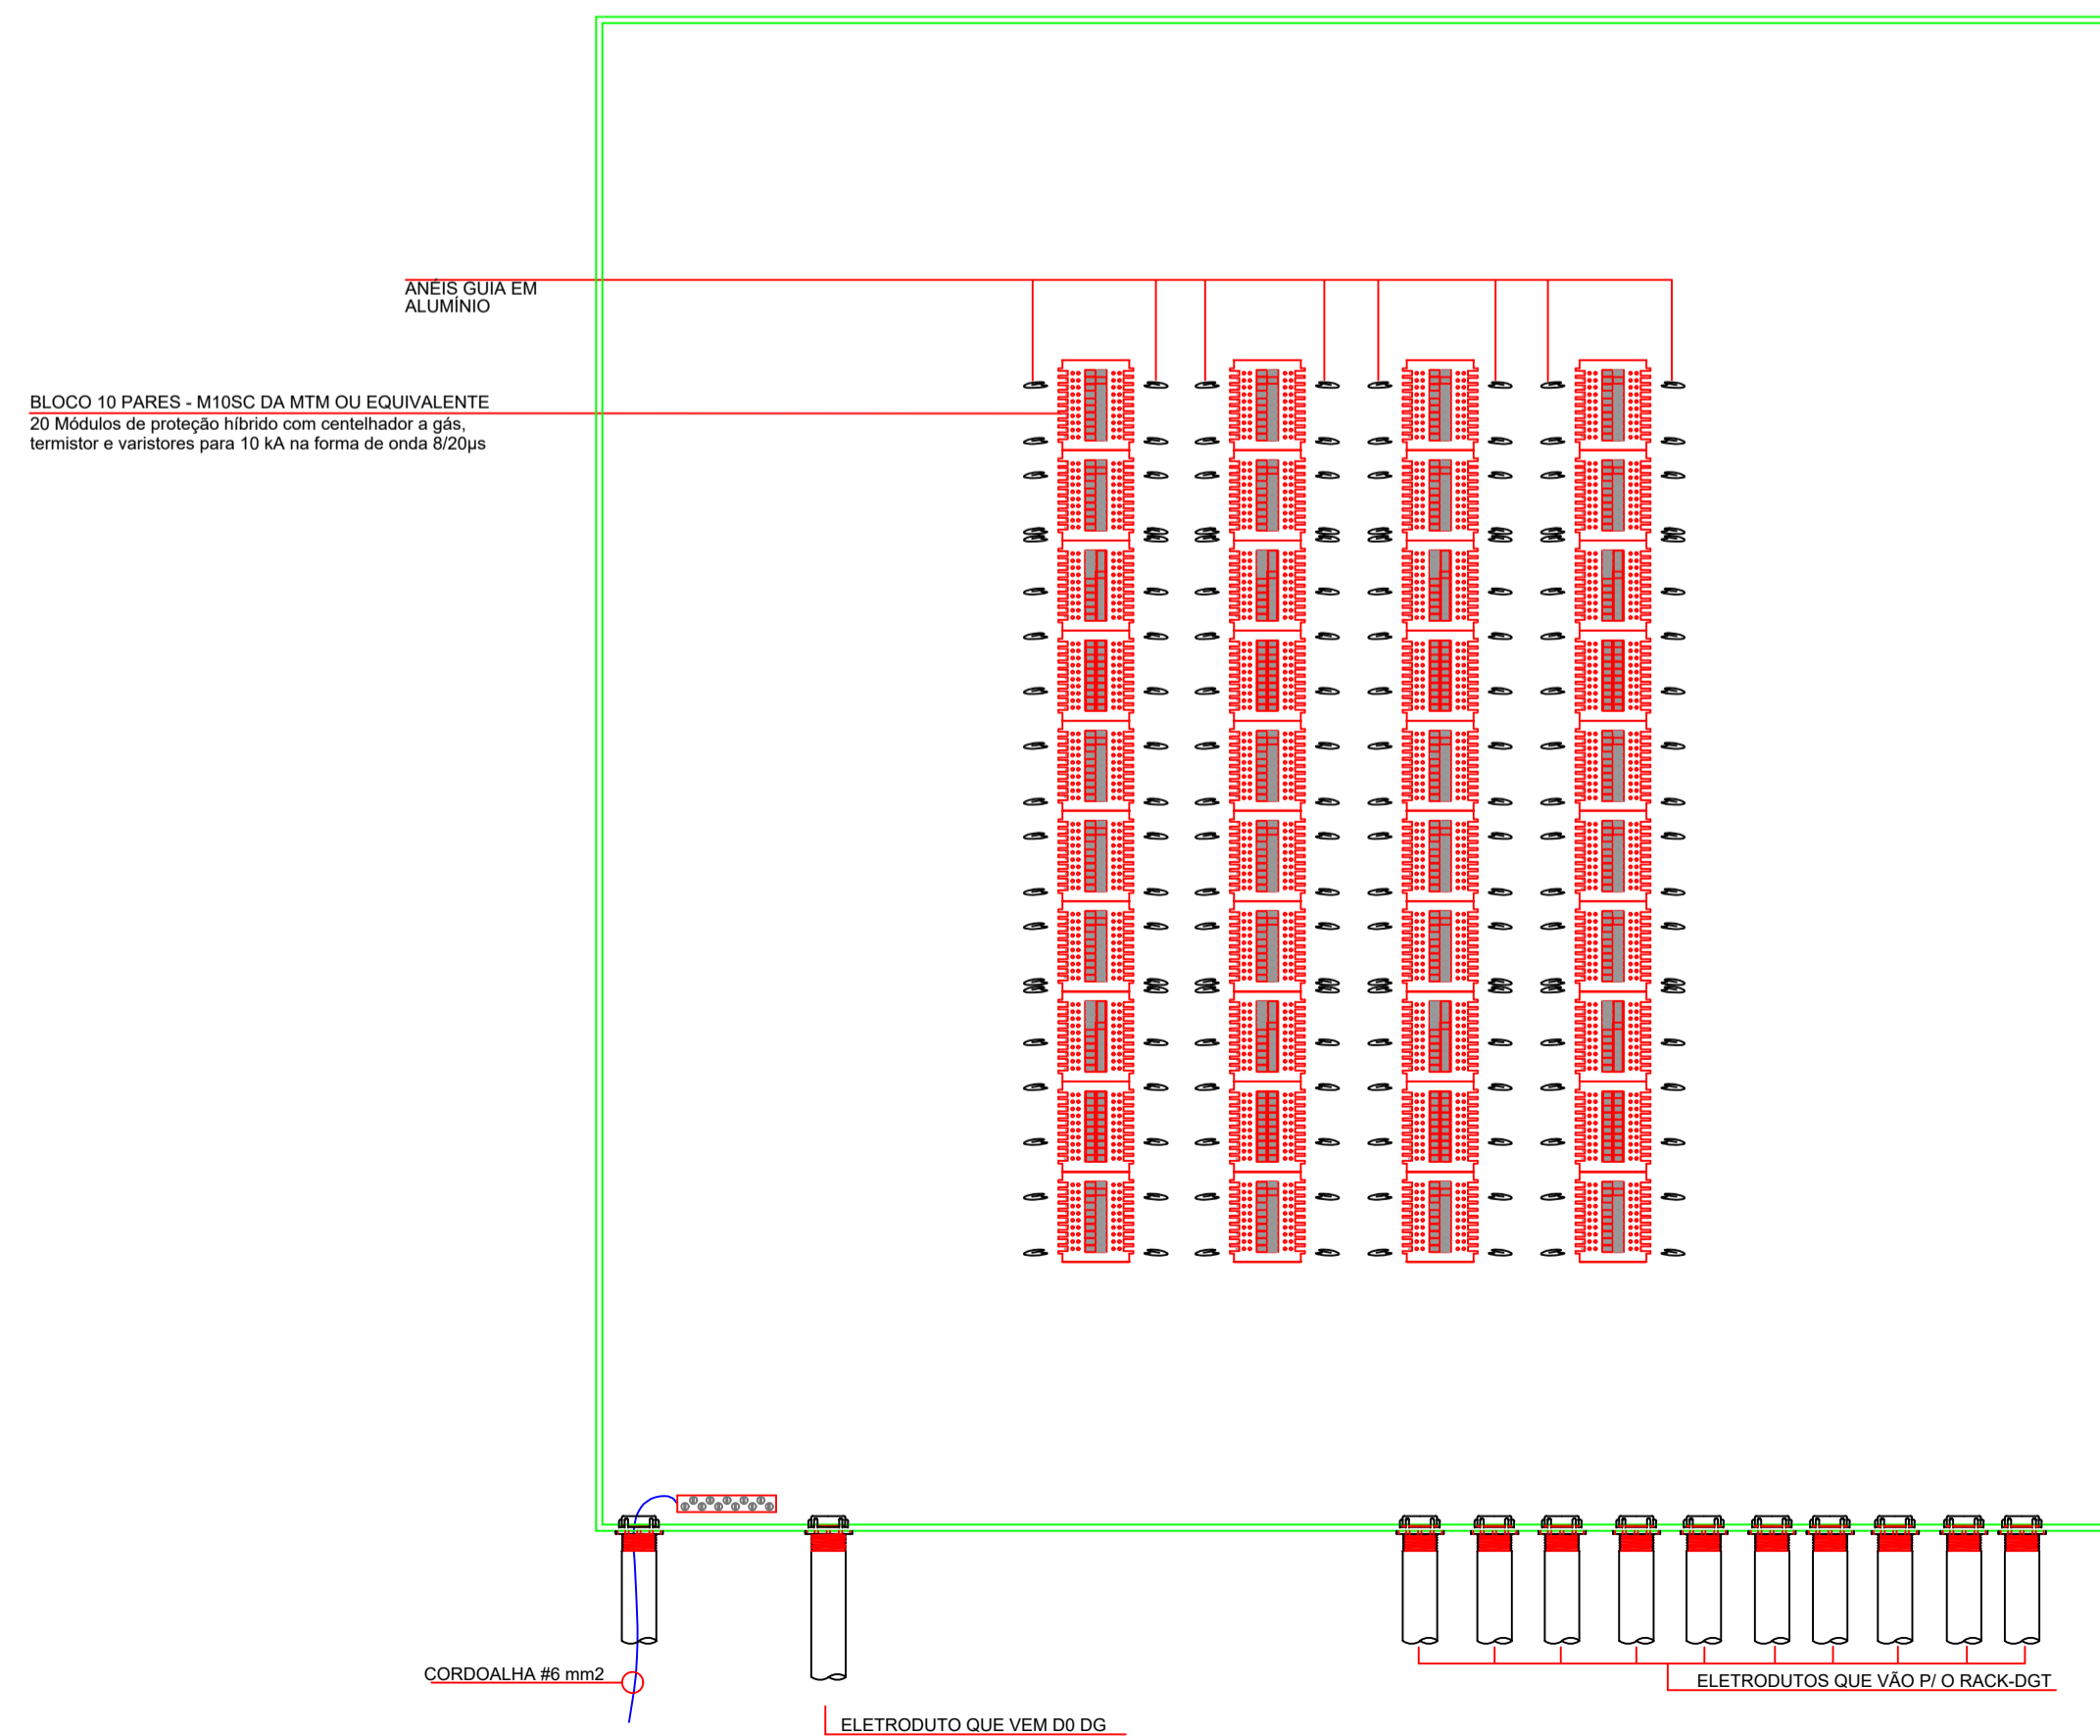 ANÉIS GUIA EM
ALUMÍNIO
BLOCO 10 PARES - M10SC DA MTM OU EQUIVALENTE
20 Módulos de proteção híbrido com centelhador a gás,
termistor e varistores para 10 kA na forma de onda 8/20µs
CORDOALHA #6 mm2
ELETRODUTOS QUE VÃO P/ O RACK-DGT
ELETRODUTO QUE VEM D0 DG